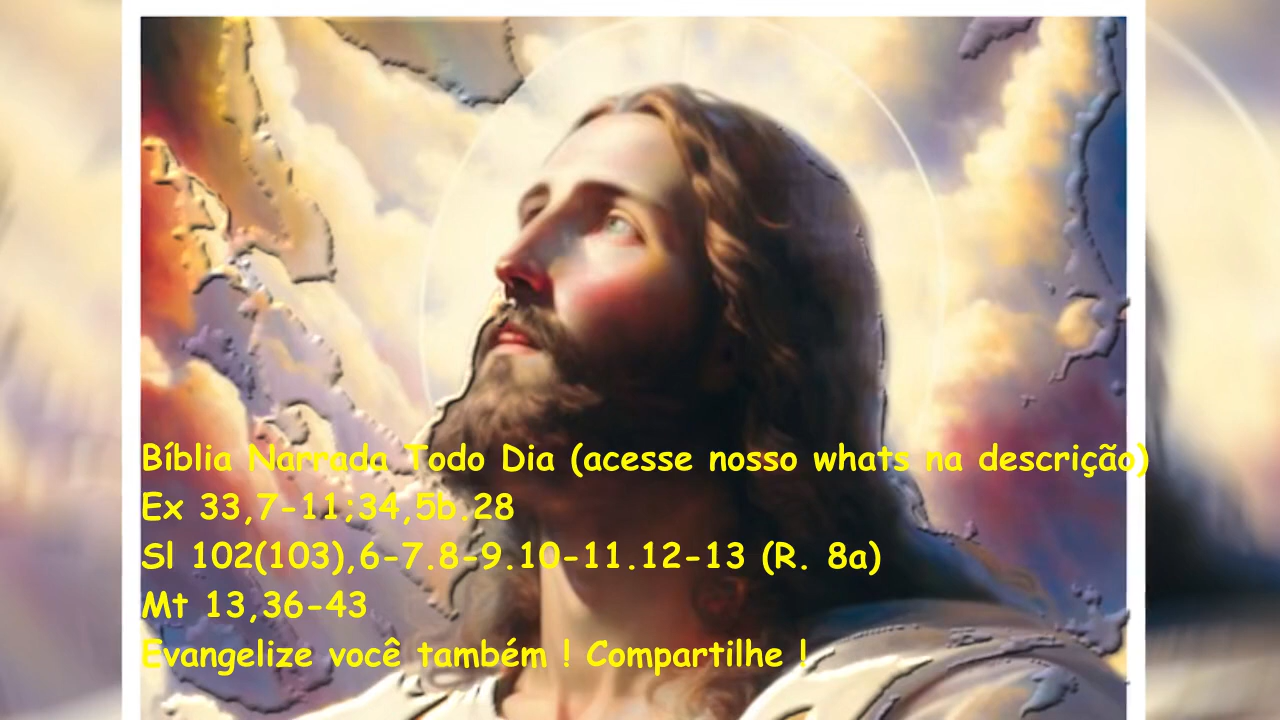 Bíblia Narrada Todo Dia (acesse nosso whats na descrição)
Ex 33,7-11;34,5b.28
Sl 102(103),6-7.8-9.10-11.12-13 (R. 8a)
Mt 13,36-43
Evangelize você também ! Compartilhe !